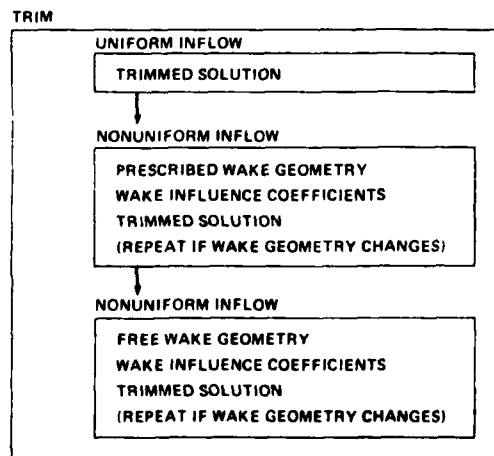 TRIM
UNIFORM INFLOW
TRIMMED SOLUTION
NONUNIFORM INFLOW
PRESCRIBED WAKE GEOMETRY
WAKE INFLUENCE COEFFICIENTS
TRIMMED SOLUTION
(REPEAT IF WAKE GEOMETRY CHANGES)
NONUNIFORM INFLOW
FREE WAKE GEOMETRY
WAKE INFLUENCE COEFFICIENTS
TRIMMED SOLUTION
(REPEAT IF WAKE GEOMETRY CHANGES)